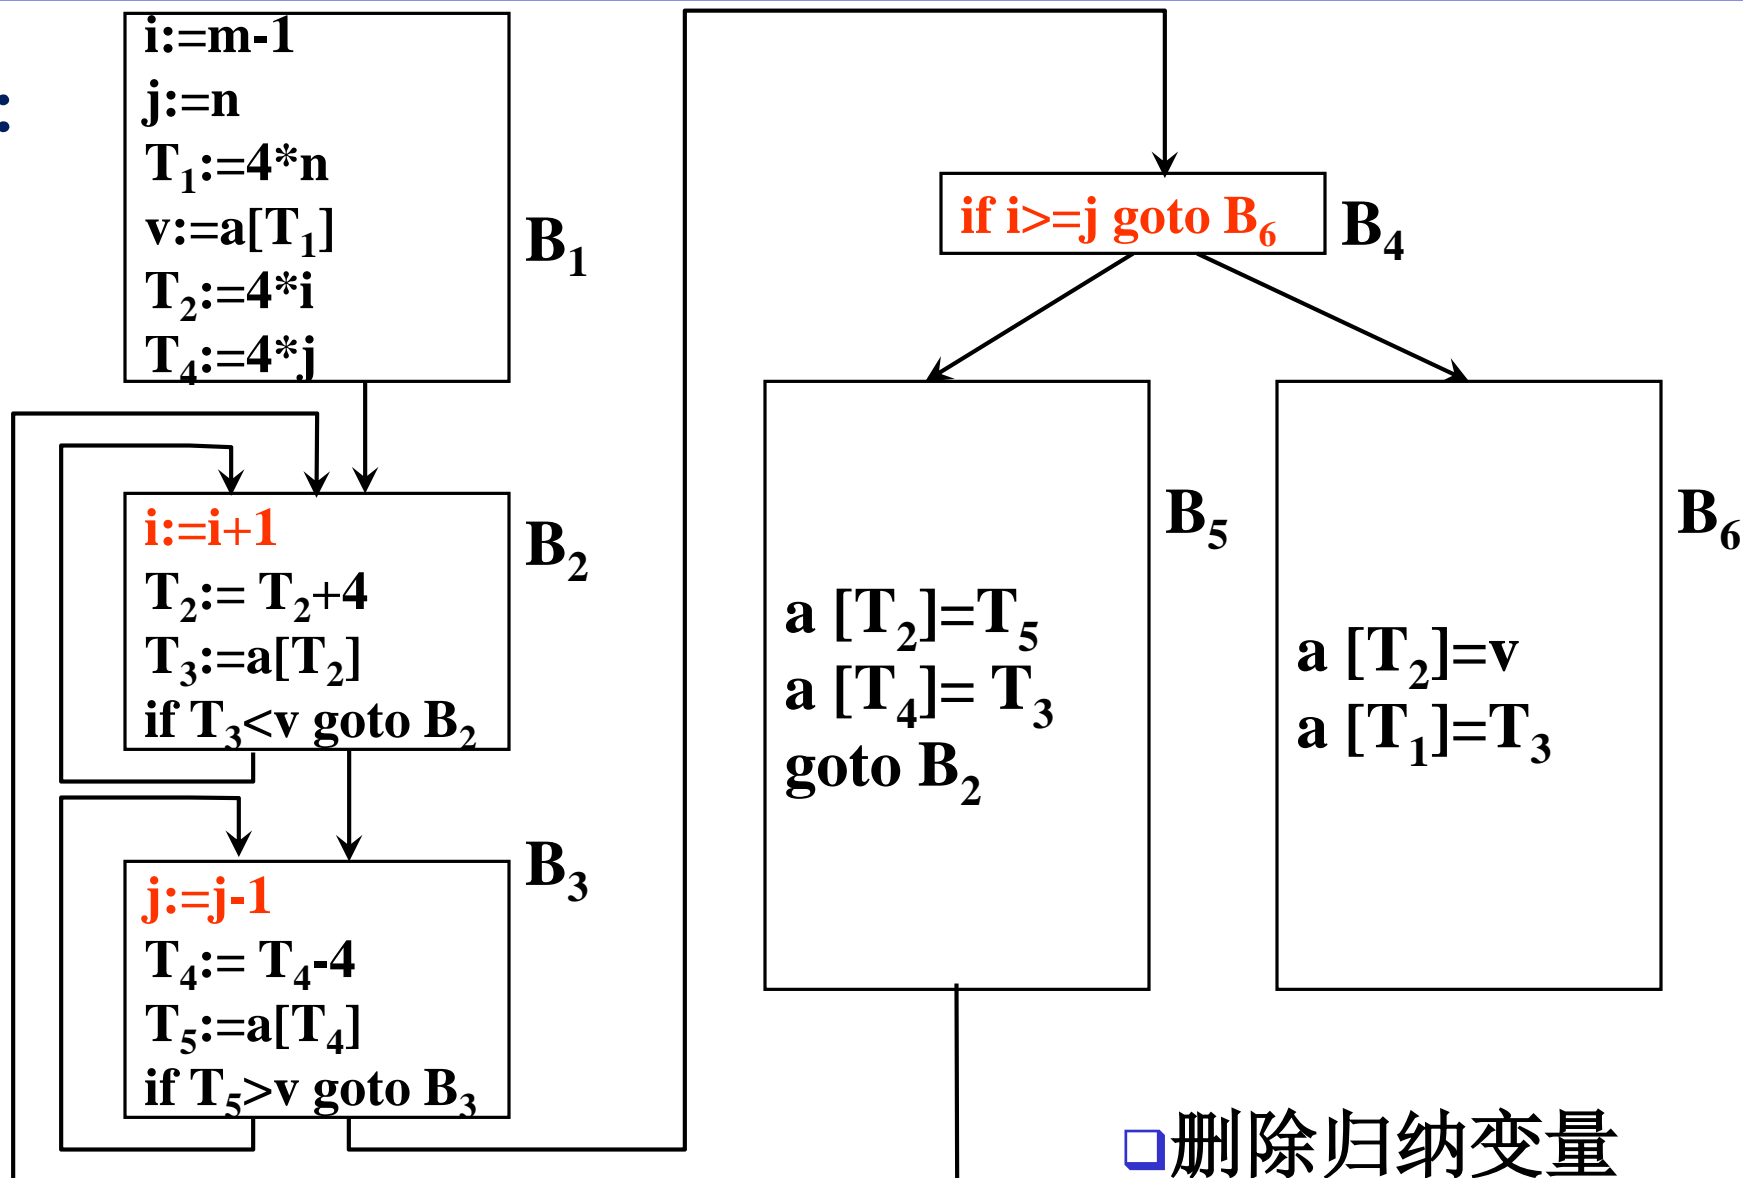 :
i:=m-1
j:=n
T₁:=4*n
v:=a[T₁]
T₂:=4*i
T₄:=4*j
B₁
i:=i+1
T₂:= T₂+4
T₃:=a[T₂]
if T₃<v goto B₂
B₂
j:=j-1
T₄:= T₄-4
T₅:=a[T₄]
if T₅>v goto B₃
B₃
if i>=j goto B₆
B₄
a [T₂]=T₅
a [T₄]= T₃
goto B₂
B₅
a [T₂]=v
a [T₁]=T₃
B₆
❑删除归纳变量